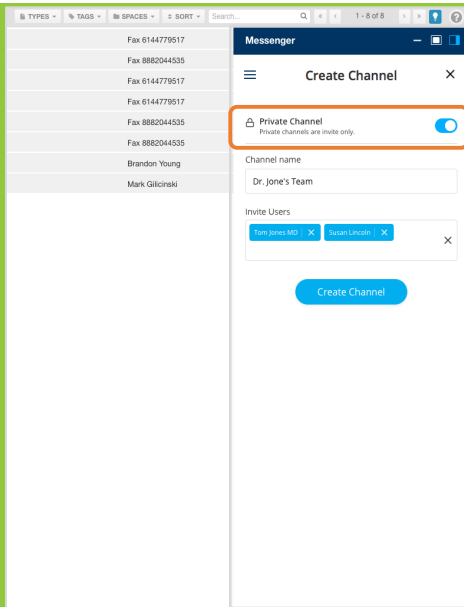 TYPES TAGS SPACES SORT Search... 1 - 8 of 8 ?
Fax 6144779517
Fax 8882044535
Fax 6144779517
Fax 6144779517
Fax 8882044535
Fax 8882044535
Brandon Young
Mark Gilicinski
Messenger
Create Channel
Private Channel
Private channels are invite only.
Channel name
Dr. Jone's Team
Invite Users
Tom Jones MD Susan Lincoln
Create Channel